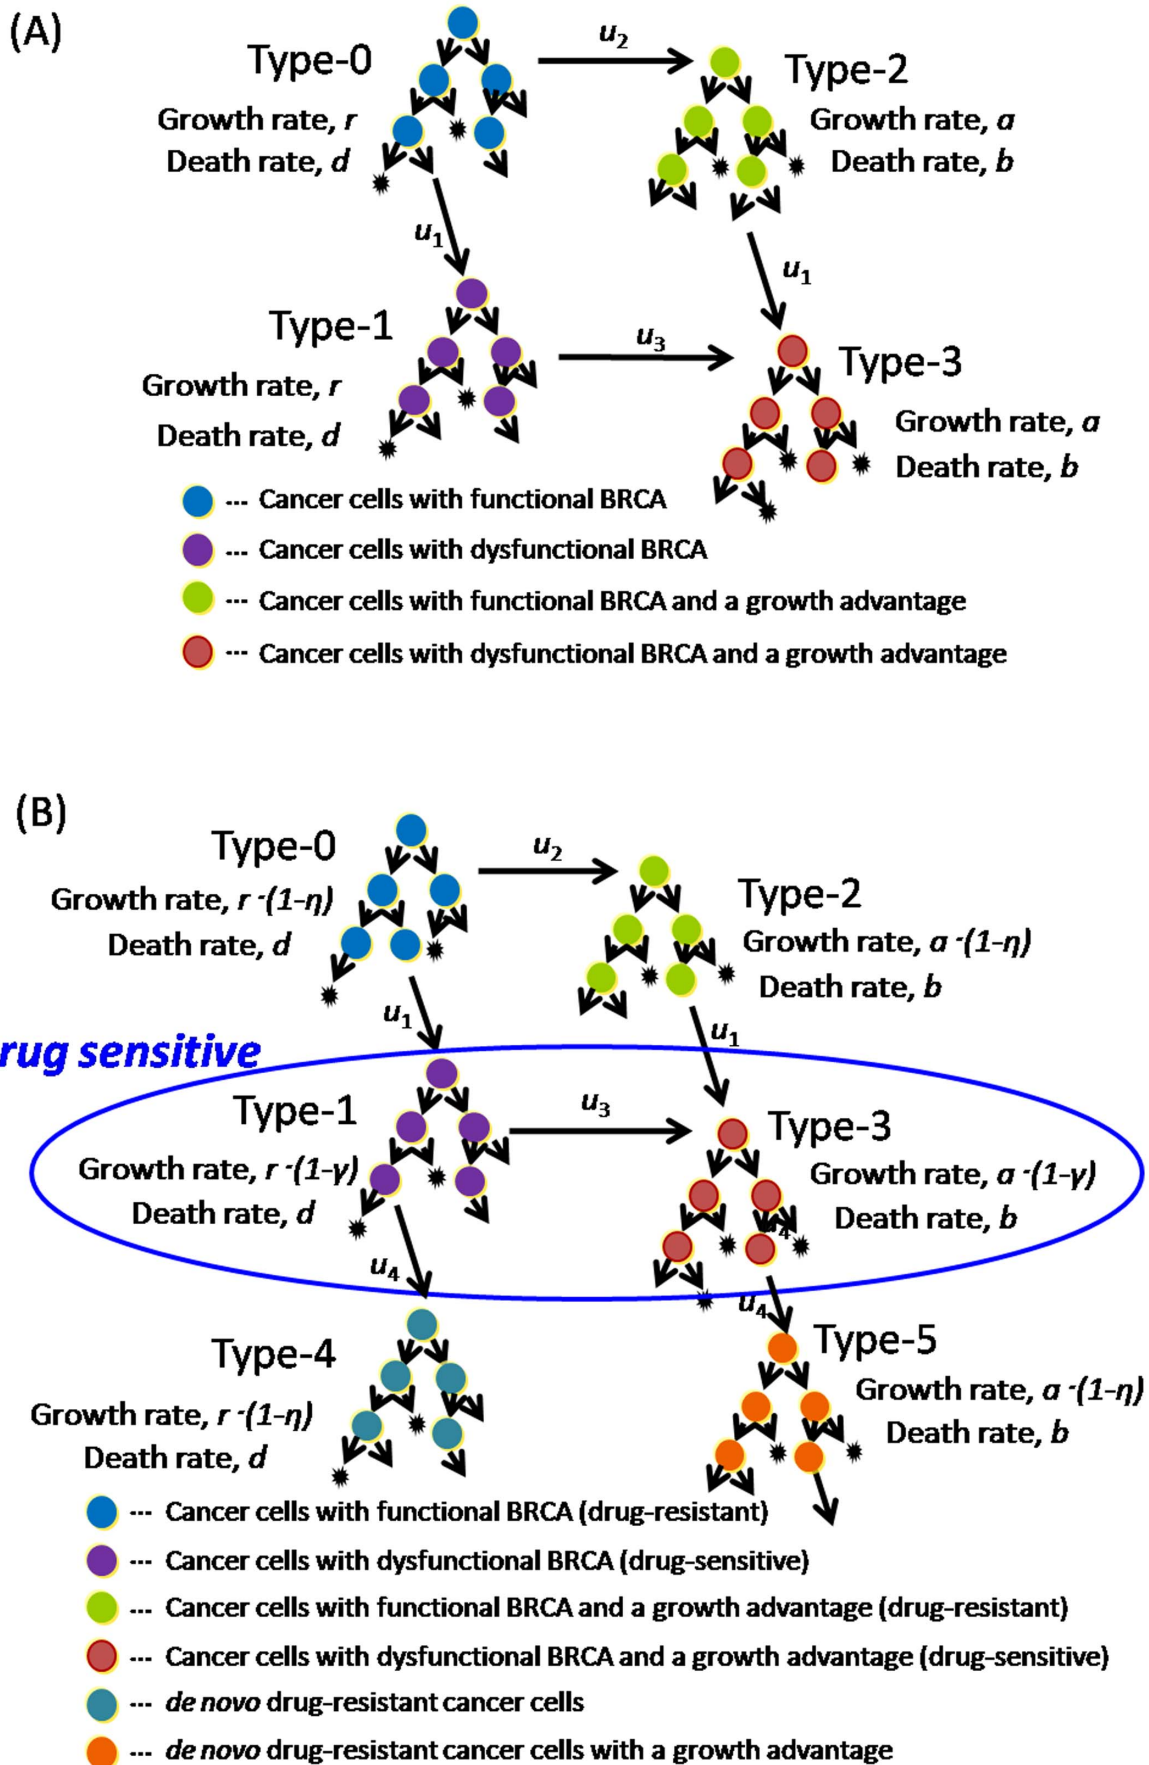 (A)
Type-0
Growth rate, r
Death rate, d
u2
Type-2
Growth rate, a
Death rate, b
u1
u1
Type-1
Growth rate, r
Death rate, d
u3
Type-3
Growth rate, a
Death rate, b
--- Cancer cells with functional BRCA
--- Cancer cells with dysfunctional BRCA
--- Cancer cells with functional BRCA and a growth advantage
--- Cancer cells with dysfunctional BRCA and a growth advantage
(B)
Type-0
Growth rate, r·(1-η)
Death rate, d
u2
Type-2
Growth rate, a·(1-η)
Death rate, b
u1
u1
rug sensitive
Type-1
Growth rate, r·(1-γ)
Death rate, d
u3
Type-3
Growth rate, a·(1-γ)
Death rate, b
u4
u4
u4
Type-4
Growth rate, r·(1-η)
Death rate, d
Type-5
Growth rate, a·(1-η)
Death rate, b
--- Cancer cells with functional BRCA (drug-resistant)
--- Cancer cells with dysfunctional BRCA (drug-sensitive)
--- Cancer cells with functional BRCA and a growth advantage (drug-resistant)
--- Cancer cells with dysfunctional BRCA and a growth advantage (drug-sensitive)
--- de novo drug-resistant cancer cells
--- de novo drug-resistant cancer cells with a growth advantage